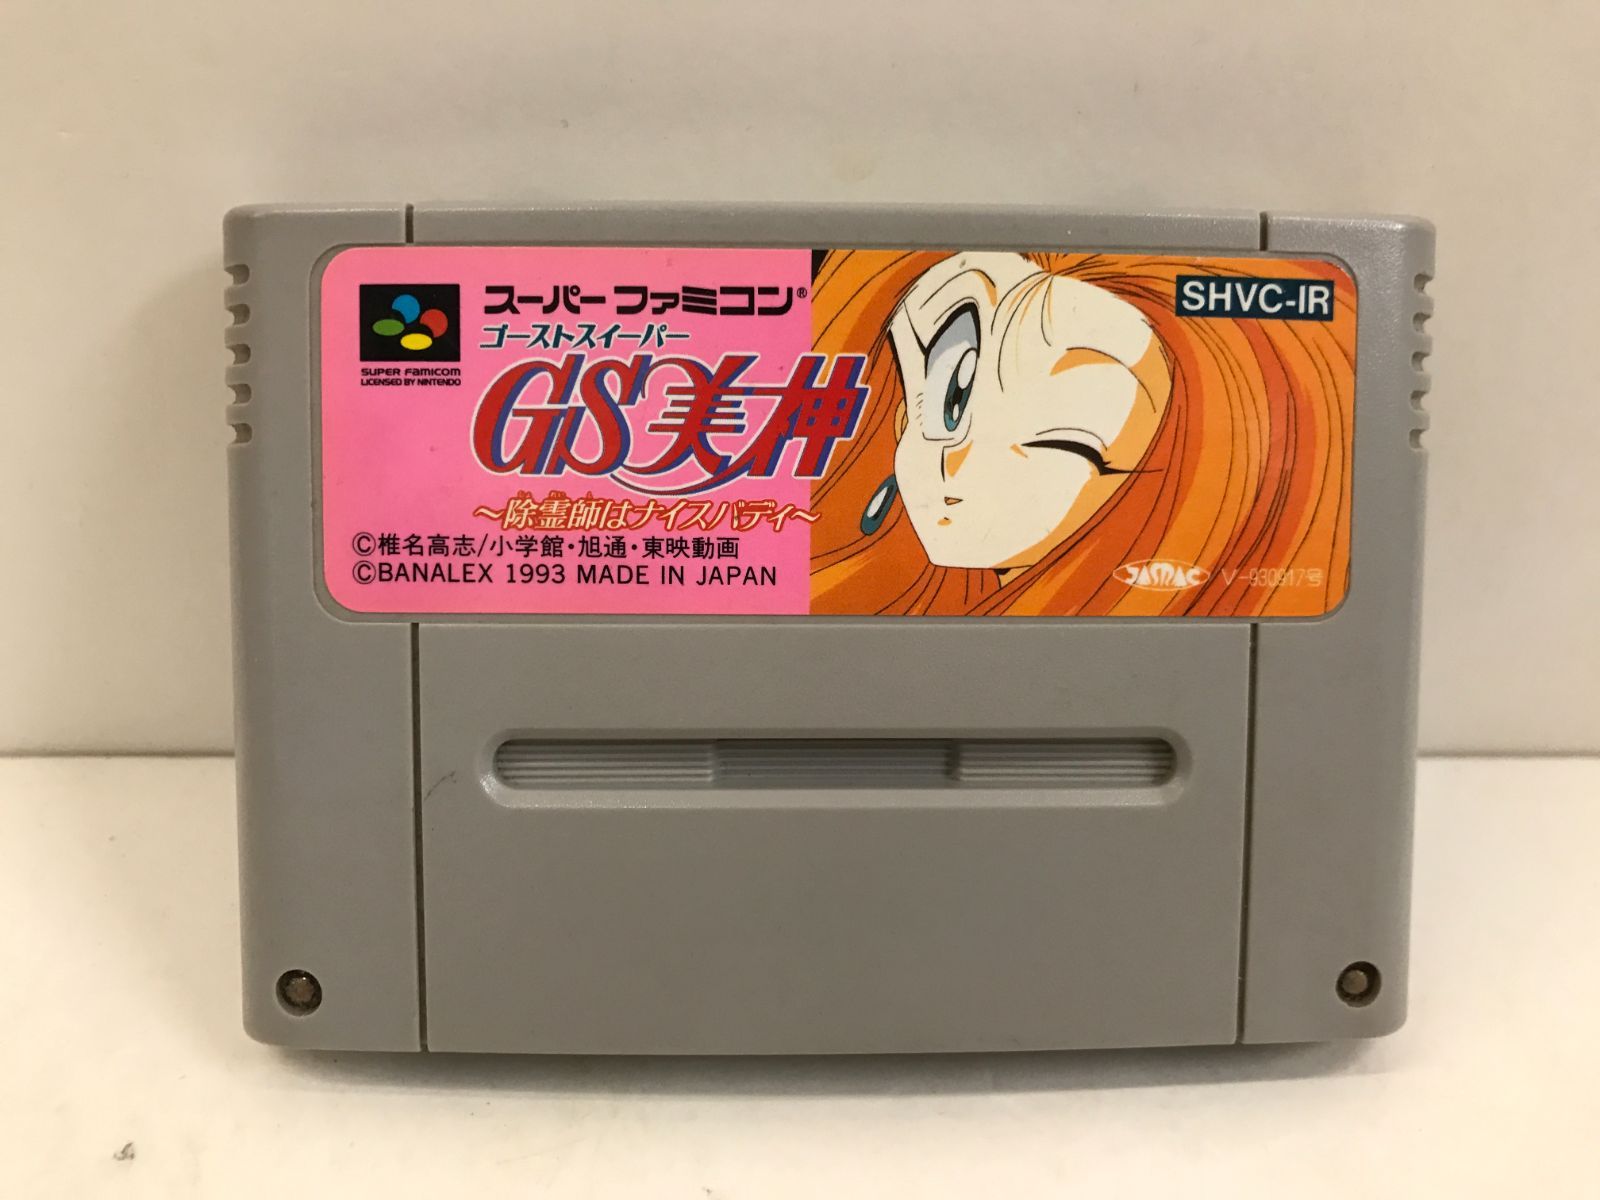 スーパーファミコン®
SUPER FAMICOM
LICENSED BY NINTENDO
ゴーストスイーパー
GS美神
～除霊師はナイスバディ～
©椎名高志/小学館・旭通・東映動画
©BANALEX 1993 MADE IN JAPAN
SHVC-IR
JASRAC V-930917号